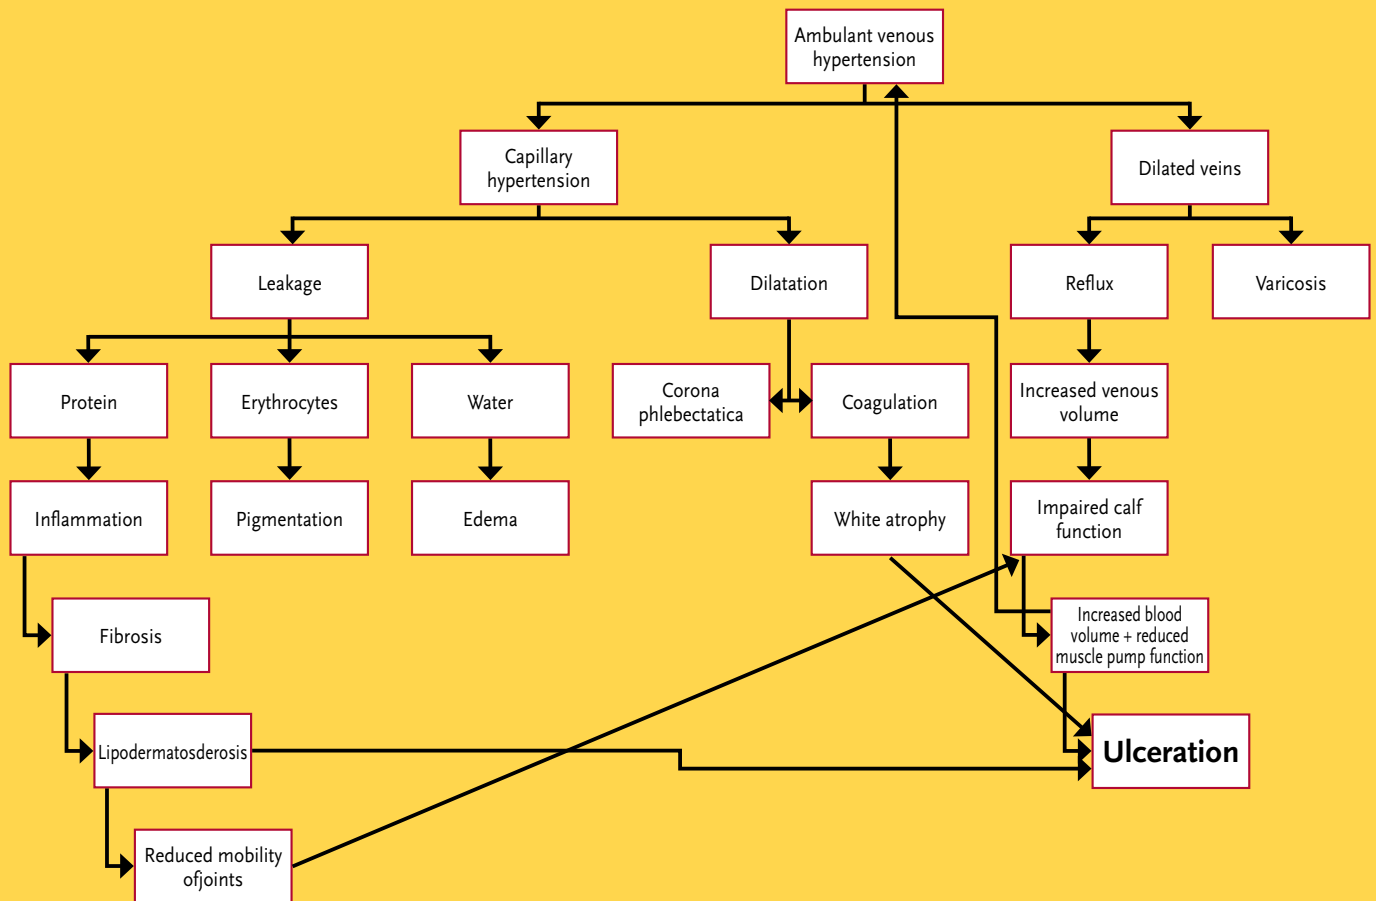 Ambulant venous
hypertension
Capillary
hypertension
Dilated veins
Leakage
Dilatation
Reflux
Varicosis
Protein
Erythrocytes
Water
Corona
phlebectatica
Coagulation
Increased venous
volume
Inflammation
Pigmentation
Edema
White atrophy
Impaired calf
function
Fibrosis
Increased blood
volume + reduced
muscle pump function
Lipodermatosderosis
Ulceration
Reduced mobility
ofjoints